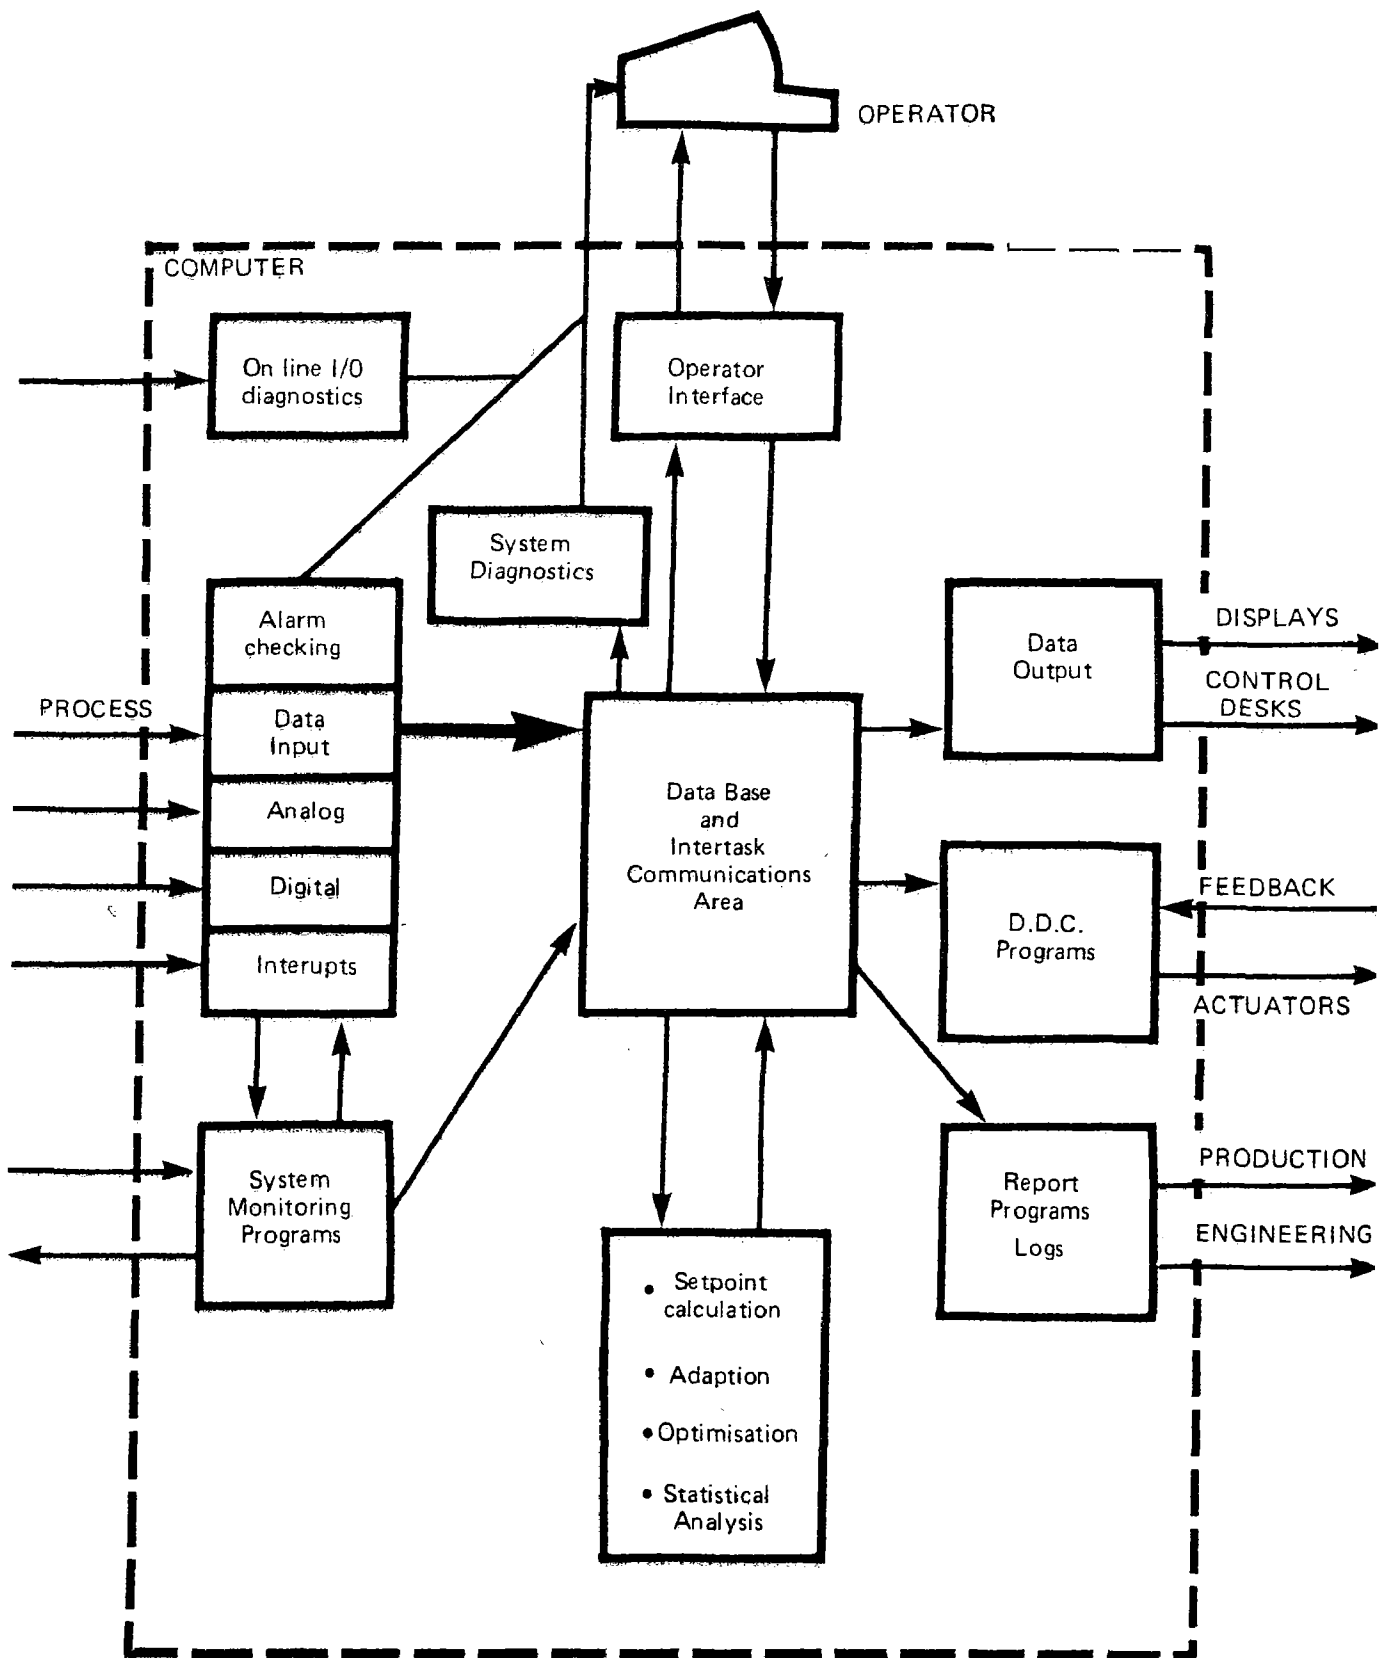 OPERATOR
COMPUTER
On line I/O
diagnostics
Operator
Interface
System
Diagnostics
Alarm
checking
Data
Input
Analog
Digital
Interupts
PROCESS
Data Base
and
Intertask
Communications
Area
Data
Output
DISPLAYS
CONTROL
DESKS
D.D.C.
Programs
FEEDBACK
ACTUATORS
System
Monitoring
Programs
Report
Programs
Logs
PRODUCTION
ENGINEERING
• Setpoint
calculation
• Adaption
• Optimisation
• Statistical
Analysis